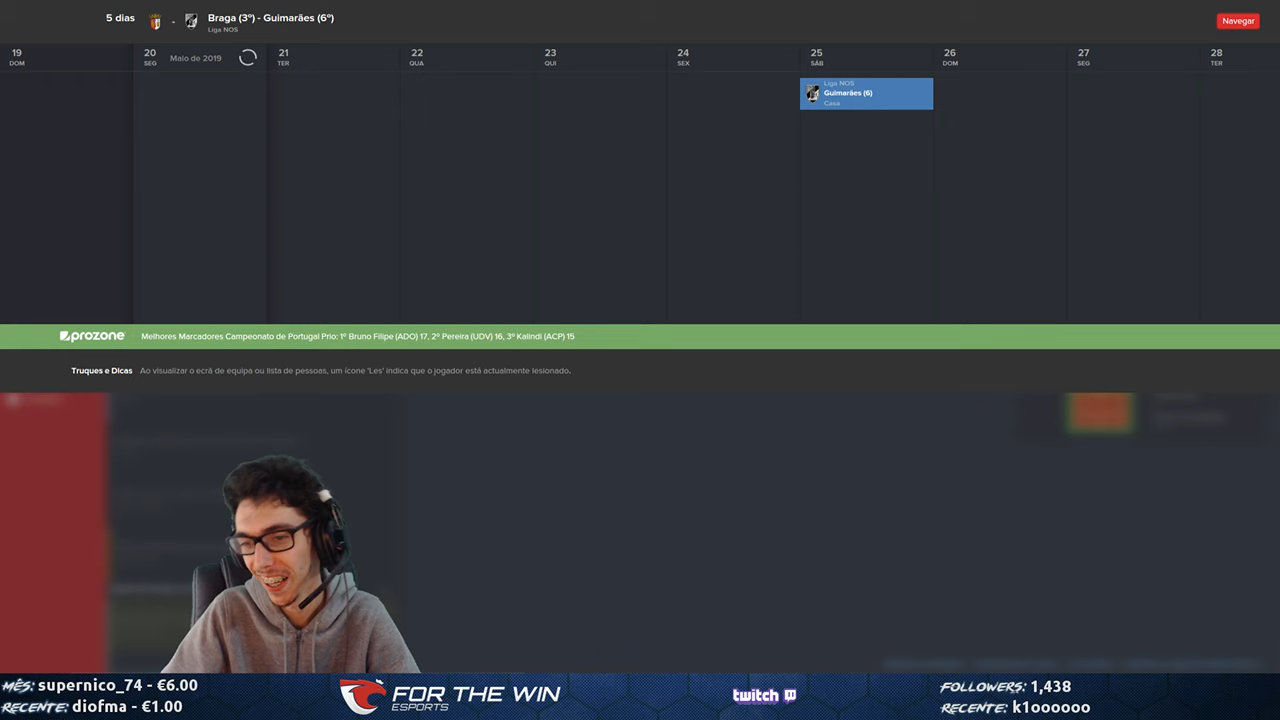 5 dias
-
Braga (3º) - Guimarães (6º)
Liga NOS
Navegar
19
DOM
20
SEG
Maio de 2019
21
TER
22
QUA
23
QUI
24
SEX
25
SÁB
26
DOM
27
SEG
28
TER
Liga NOS
Guimarães (6)
Casa
prozone
Melhores Marcadores Campeonato de Portugal Prio: 1º Bruno Filipe (ADO) 17, 2º Pereira (UDV) 16, 3º Kalindi (ACP) 15
Truques e Dicas
Ao visualizar o ecrã de equipa ou lista de pessoas, um ícone 'Les' indica que o jogador está actualmente lesionado.
MÊS: supernico_74 - €6.00
RECENTE: diofma - €1.00
FOR THE WIN
ESPORTS
twitch
FOLLOWERS: 1,438
RECENTE: k1oooooo